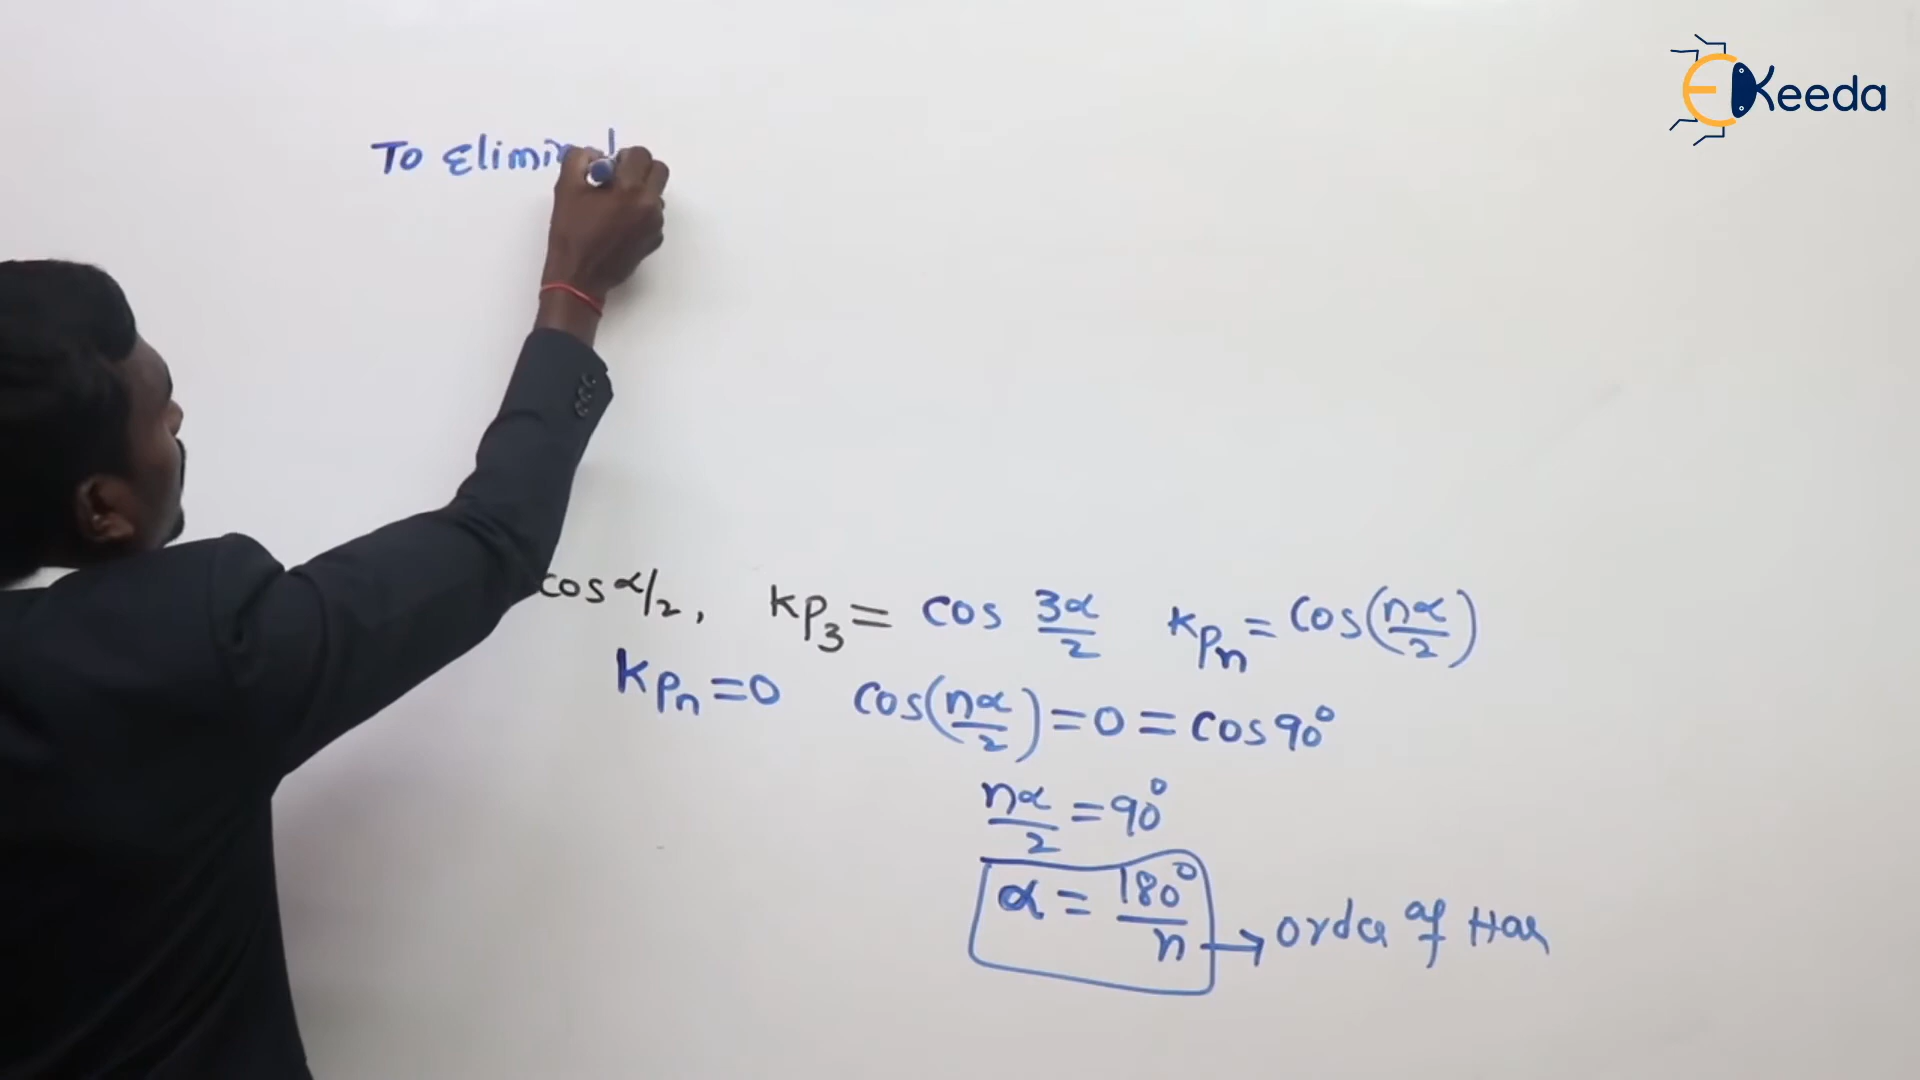 EKeeda
To Elimin
cos α/2, kp3 = cos 3α/2 kpn = cos(nα/2)
kpn = 0 cos(nα/2) = 0 = cos 90°
nα/2 = 90°
α = 180°/n → order of Har